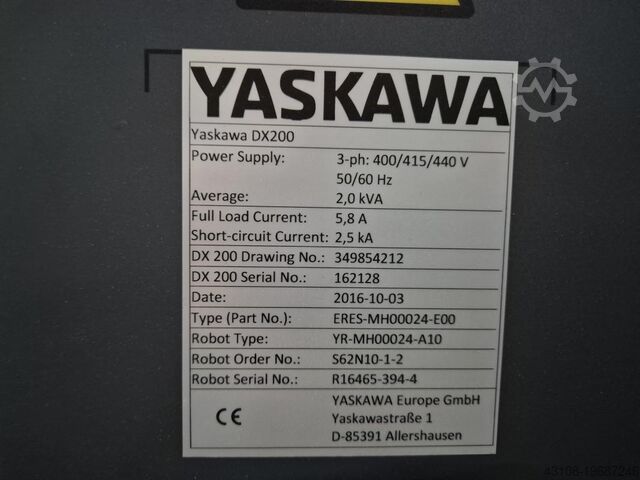 YASKAWA
Yaskawa DX200
Power Supply: 3-ph: 400/415/440 V
50/60 Hz
Average: 2,0 kVA
Full Load Current: 5,8 A
Short-circuit Current: 2,5 kA
DX 200 Drawing No.: 349854212
DX 200 Serial No.: 162128
Date: 2016-10-03
Type (Part No.): ERES-MH00024-E00
Robot Type: YR-MH00024-A10
Robot Order No.: S62N10-1-2
Robot Serial No.: R16465-394-4
CE YASKAWA Europe GmbH
Yaskawastraße 1
D-85391 Allershausen